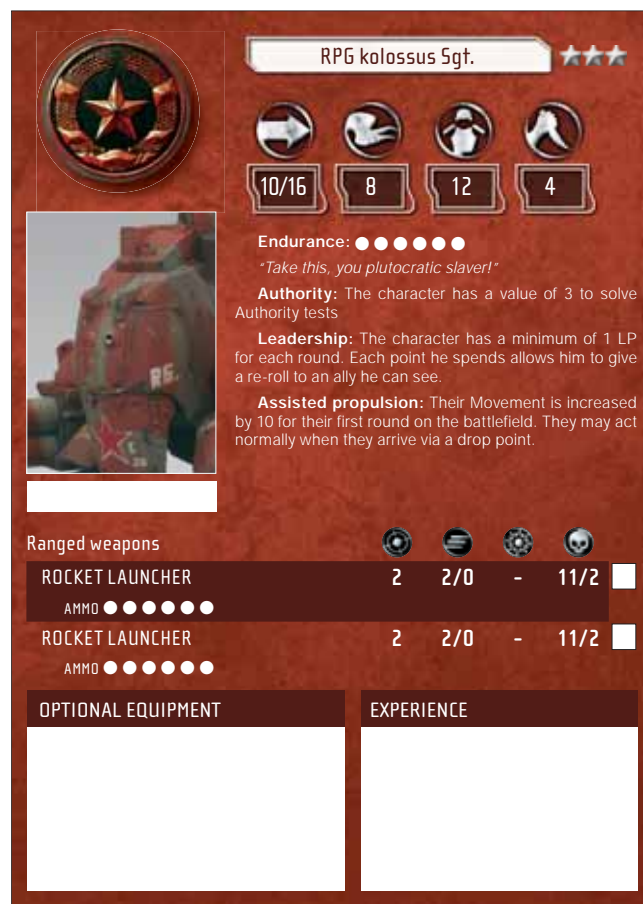 RPG kolossus Sgt.
10/16 8 12 4
Endurance:
"Take this, you plutocratic slaver!"
Authority: The character has a value of 3 to solve
Authority tests
Leadership: The character has a minimum of 1 LP
for each round. Each point he spends allows him to give
a re-roll to an ally he can see.
Assisted propulsion: Their Movement is increased
by 10 for their first round on the battlefield. They may act
normally when they arrive via a drop point.
Ranged weapons
ROCKET LAUNCHER 2 2/0 - 11/2
AMMO
ROCKET LAUNCHER 2 2/0 - 11/2
AMMO
OPTIONAL EQUIPMENT
EXPERIENCE